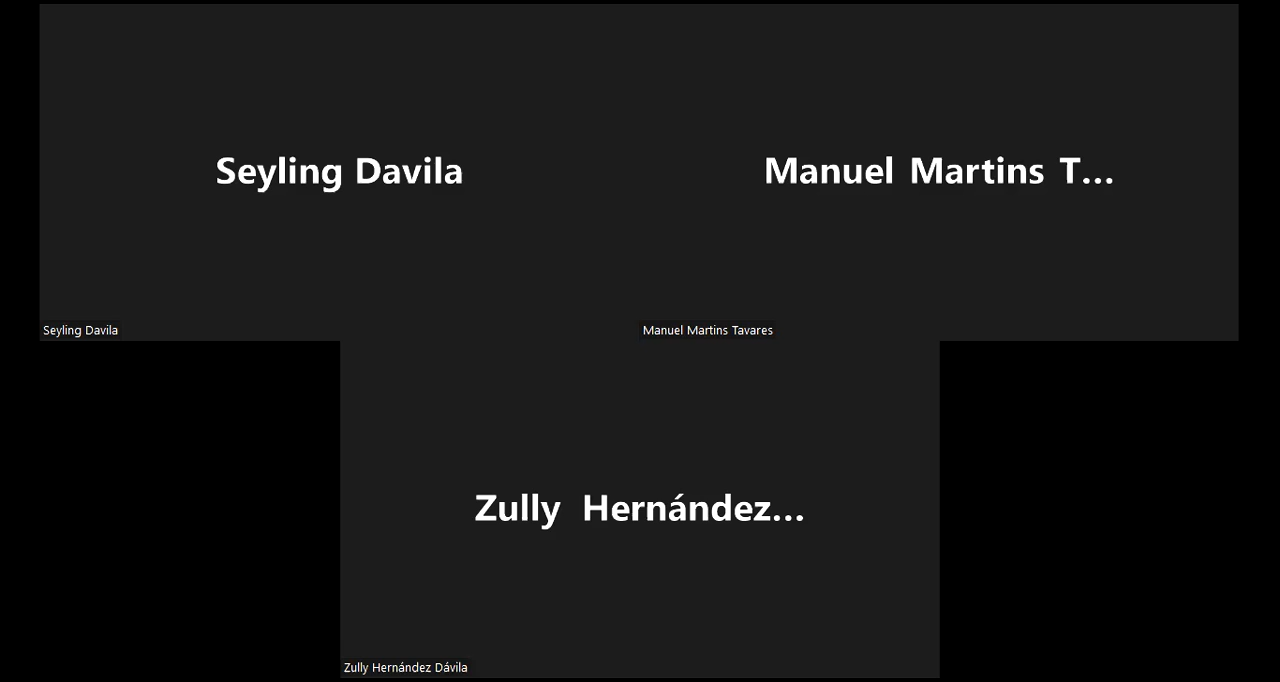 Seyling Davila
Manuel Martins T...
Seyling Davila
Manuel Martins Tavares
Zully Hernández...
Zully Hernández Dávila